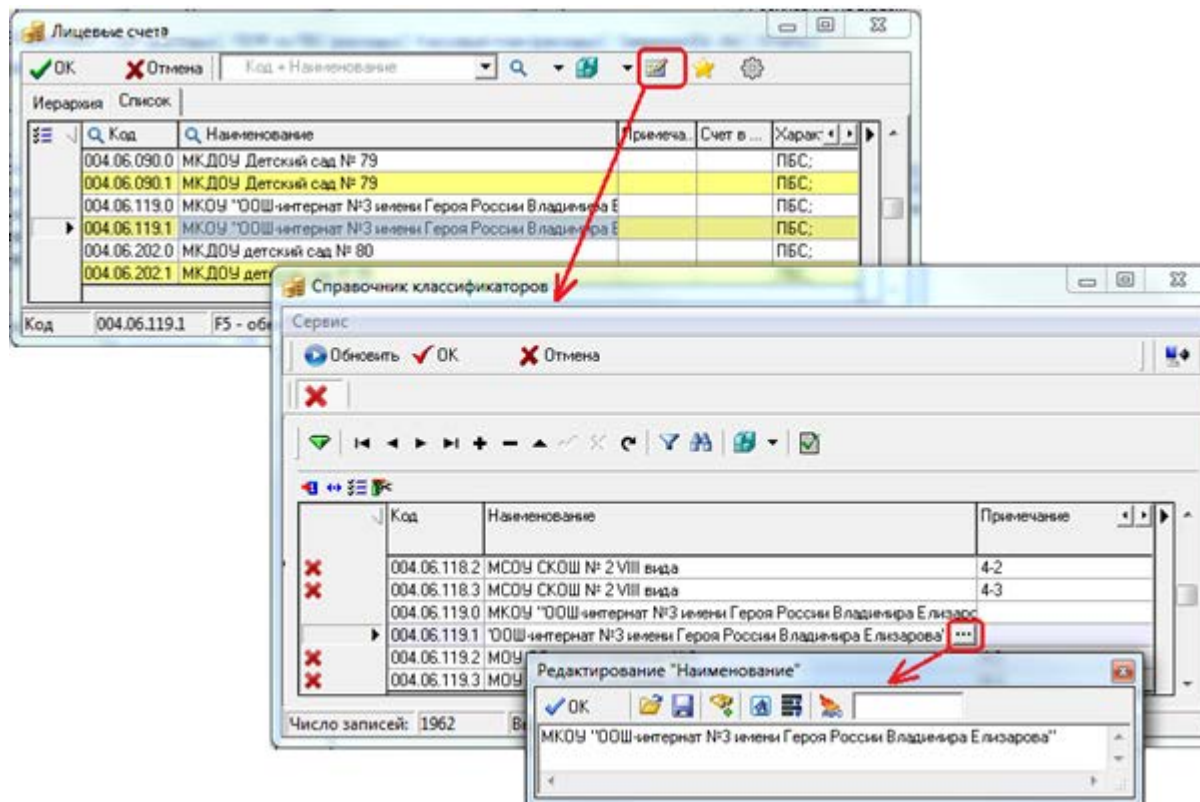 Лицевые счета
OK Отмена Код + Наименование
Иерархия Список
Код Наименование Примеча.. Счет в ... Харак
004.06.090.0 МКДОУ Детский сад № 79 ПБС;
004.06.090.1 МКДОУ Детский сад № 79 ПБС;
004.06.119.0 МКОУ "ООШ-интернат №3 имени Героя России Владимира Е ПБС;
004.06.119.1 МКОУ "ООШ-интернат №3 имени Героя России Владимира Е ПБС;
004.06.202.0 МКДОУ детский сад № 80 ПБС;
004.06.202.1 МКДОУ дет
Код 004.06.119.1 F5 - обн
Справочник классификаторов
Сервис
Обновить OK Отмена
Код Наименование Примечание
004.06.118.2 МСОУ СКОШ № 2 VIII вида 4-2
004.06.118.3 МСОУ СКОШ № 2 VIII вида 4-3
004.06.119.0 МКОУ "ООШ-интернат №3 имени Героя России Владимира Елизаро
004.06.119.1 'ООШ-интернат №3 имени Героя России Владимира Елизарова' ...
004.06.119.2 МОУ
004.06.119.3 МОУ
Число записей: 1962
Редактирование "Наименование"
OK
МКОУ "ООШ-интернат №3 имени Героя России Владимира Елизарова"